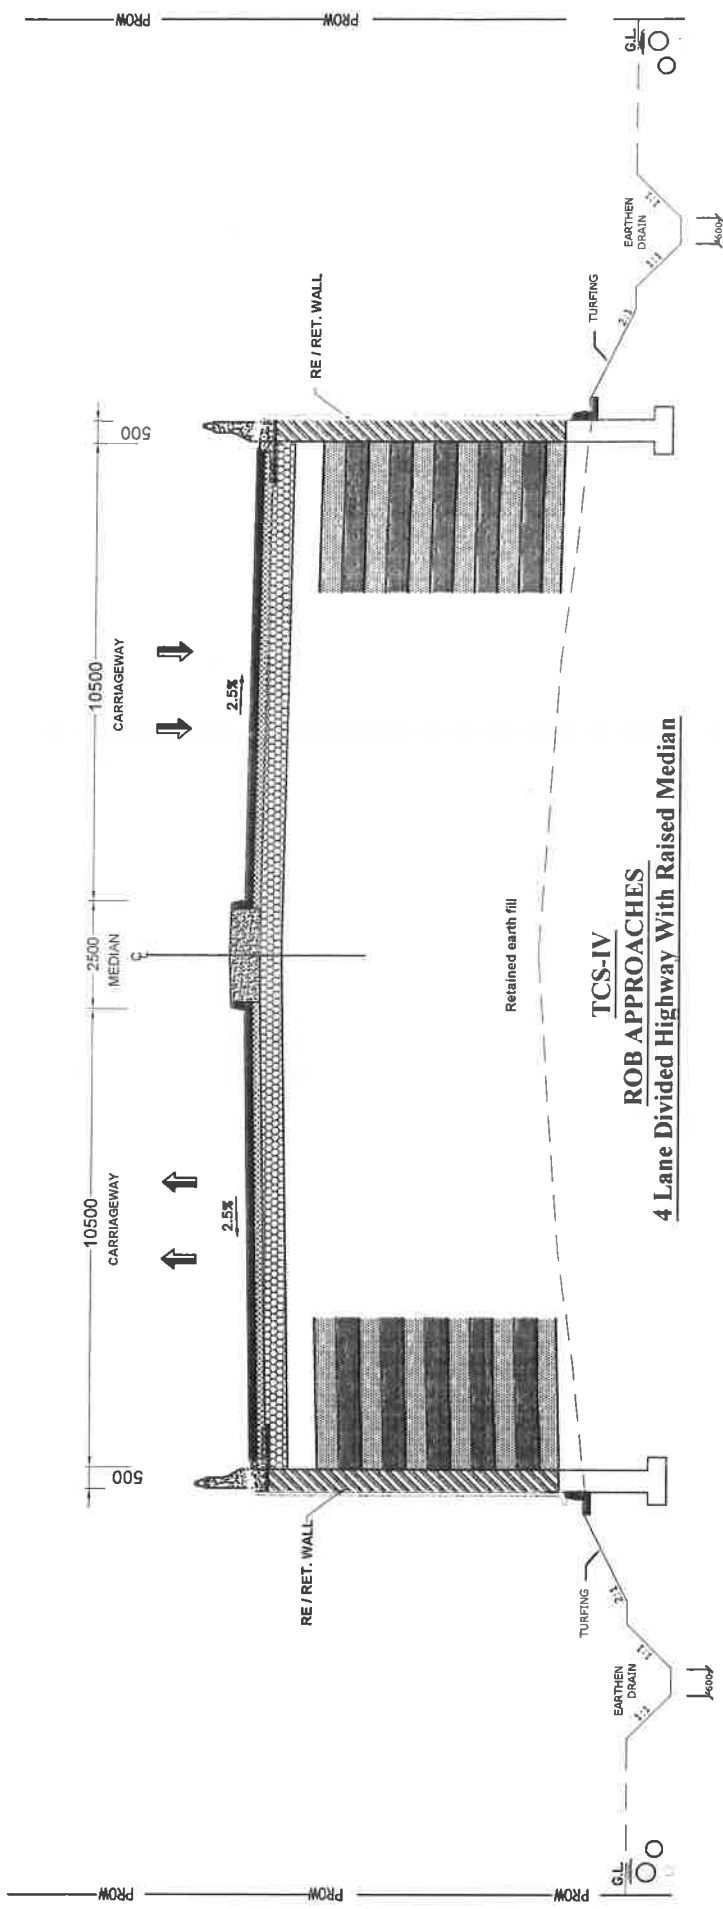 PROW
PROW
PROW
PROW
PROW
500
10500
2500
10500
500
CARRIAGEWAY
MEDIAN
CARRIAGEWAY
2.5%
2.5%
RE / RET. WALL
RE / RET. WALL
Retained earth fill
TURFING
TURFING
2:1
2:1
1:1
1:1
1:1
1:1
EARTHEN
DRAIN
EARTHEN
DRAIN
G.L.
G.L.
600
600
TCS-IV
ROB APPROACHES
4 Lane Divided Highway With Raised Median